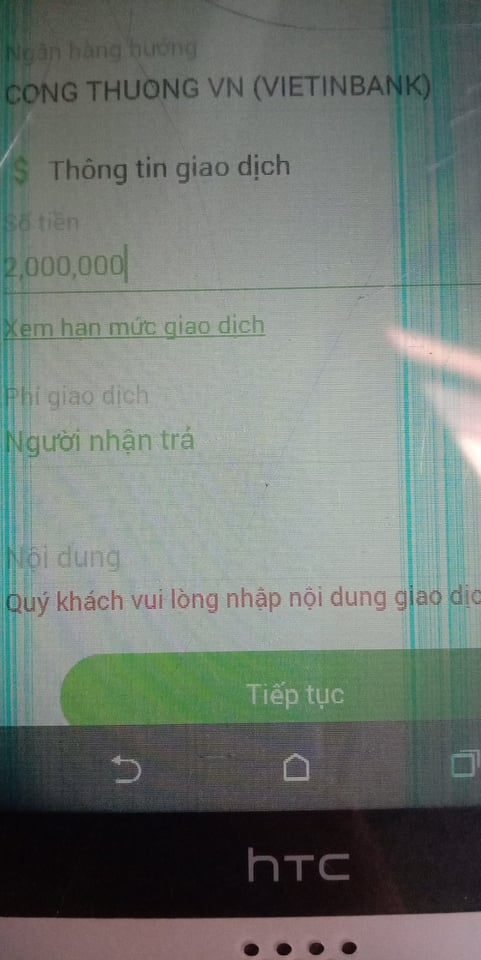 Ngân hàng hưởng
CONG THUONG VN (VIETINBANK)
$ Thông tin giao dịch
Số tiền
2,000,000
Xem hạn mức giao dịch
Phí giao dịch
Người nhận trả
Nội dung
Quý khách vui lòng nhập nội dung giao dịc
Tiếp tục
hTC